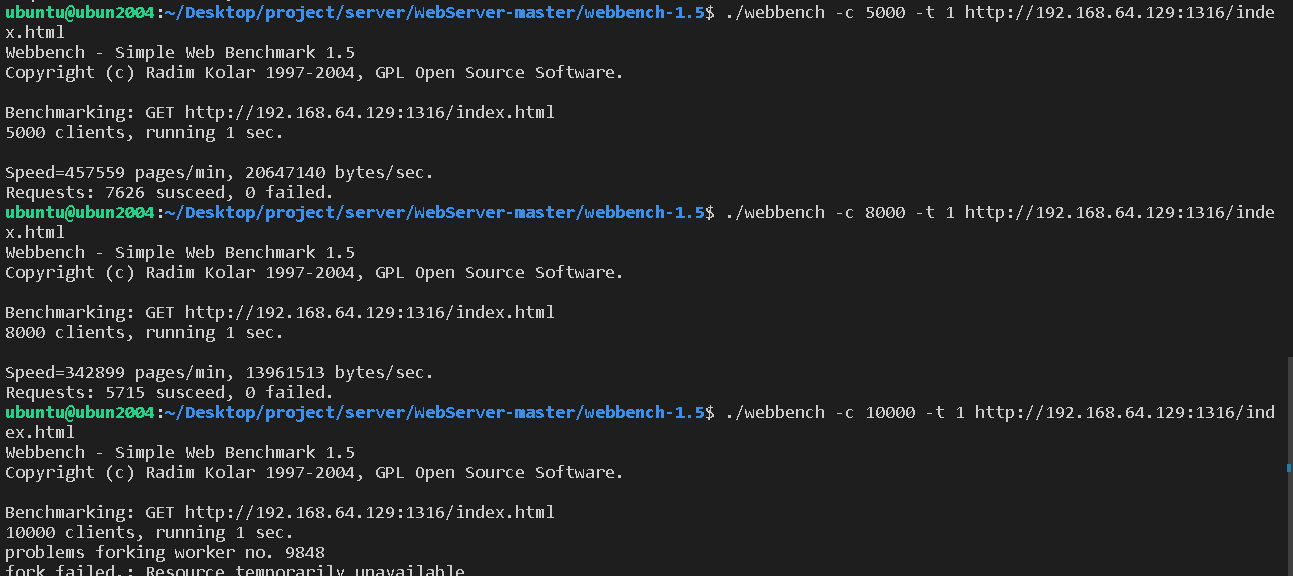 ubuntu@ubun2004:~/Desktop/project/server/WebServer-master/webbench-1.5$ ./webbench -c 5000 -t 1 http://192.168.64.129:1316/inde
x.html
Webbench - Simple Web Benchmark 1.5
Copyright (c) Radim Kolar 1997-2004, GPL Open Source Software.

Benchmarking: GET http://192.168.64.129:1316/index.html
5000 clients, running 1 sec.

Speed=457559 pages/min, 20647140 bytes/sec.
Requests: 7626 susceed, 0 failed.
ubuntu@ubun2004:~/Desktop/project/server/WebServer-master/webbench-1.5$ ./webbench -c 8000 -t 1 http://192.168.64.129:1316/inde
x.html
Webbench - Simple Web Benchmark 1.5
Copyright (c) Radim Kolar 1997-2004, GPL Open Source Software.

Benchmarking: GET http://192.168.64.129:1316/index.html
8000 clients, running 1 sec.

Speed=342899 pages/min, 13961513 bytes/sec.
Requests: 5715 susceed, 0 failed.
ubuntu@ubun2004:~/Desktop/project/server/WebServer-master/webbench-1.5$ ./webbench -c 10000 -t 1 http://192.168.64.129:1316/ind
ex.html
Webbench - Simple Web Benchmark 1.5
Copyright (c) Radim Kolar 1997-2004, GPL Open Source Software.

Benchmarking: GET http://192.168.64.129:1316/index.html
10000 clients, running 1 sec.
problems forking worker no. 9848
fork failed.: Resource temporarily unavailable